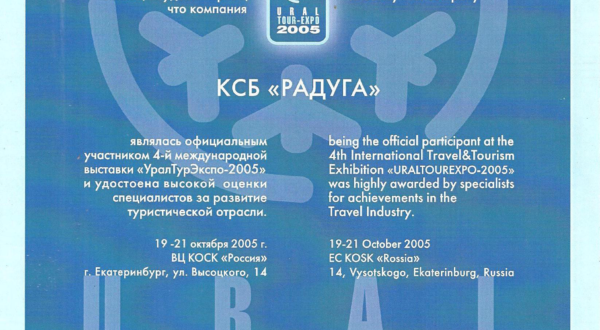 что компания
URAL
TOUR-EXPO
2005
КСБ «РАДУГА»
являлась официальным
участником 4-й международной
выставки «УралТурЭкспо-2005»
и удостоена высокой оценки
специалистов за развитие
туристической отрасли.
19 -21 октября 2005 г.
ВЦ КОСК «Россия»
г. Екатеринбург, ул. Высоцкого, 14
being the official participant at the
4th International Travel&Tourism
Exhibition «URALTOUREXPO-2005»
was highly awarded by specialists
for achievements in the
Travel Industry.
19-21 October 2005
EC KOSK «Rossia»
14, Vysotskogo, Ekaterinburg, Russia
URAL